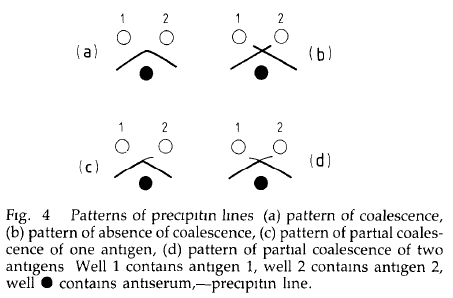 1 2 1 2
(a) (b)
1 2 1 2
(c) (d)
Fig. 4 Patterns of precipitin lines (a) pattern of coalescence,
(b) pattern of absence of coalescence, (c) pattern of partial coales-
cence of one antigen, (d) pattern of partial coalescence of two
antigens Well 1 contains antigen 1, well 2 contains antigen 2,
well ● contains antiserum,—precipitin line.